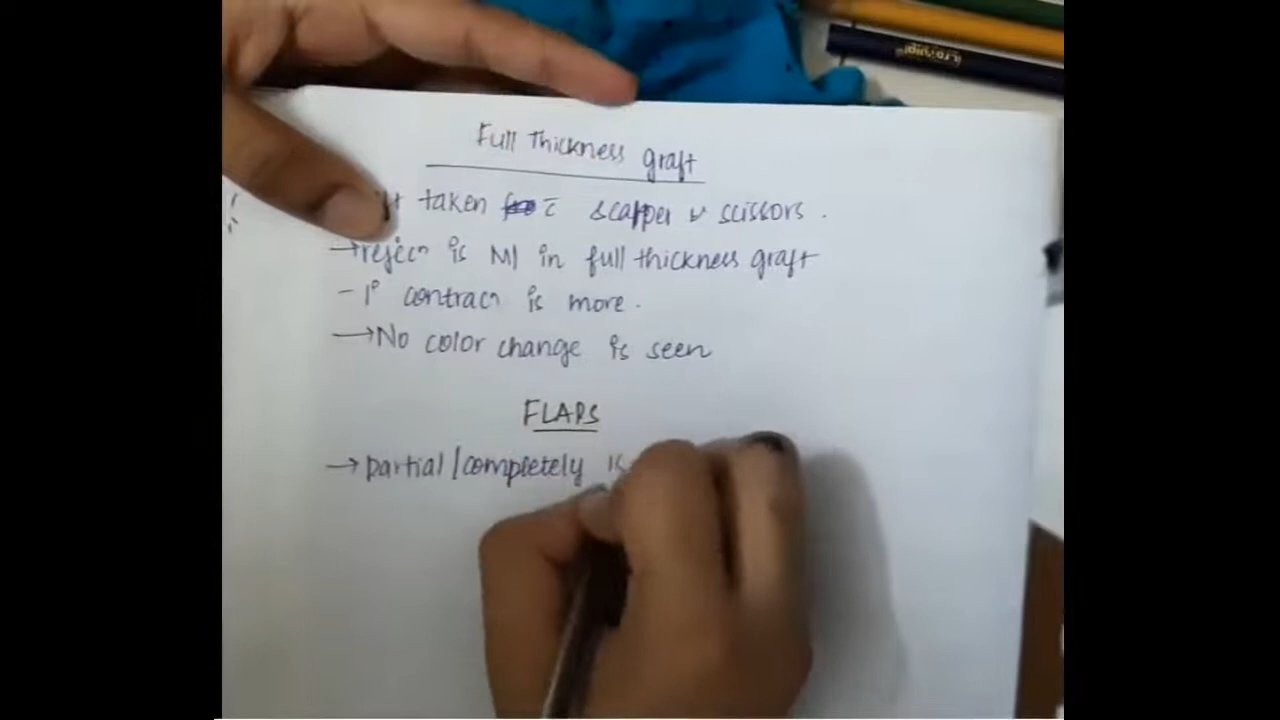 Full Thickness graft
taken c̄ scalpel & scissors.
→ rejecⁿ is M/ in full thickness graft
- 1° contracⁿ is more.
→ No color change is seen
FLAPS
→ partial / completely is